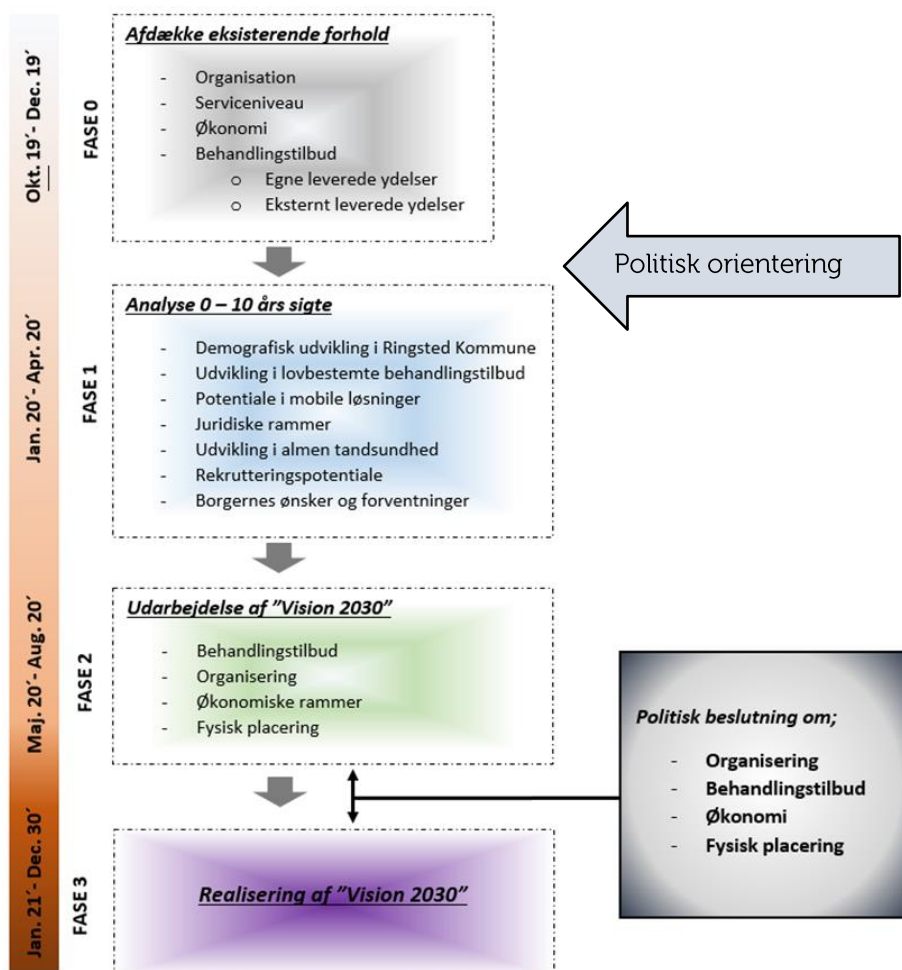 Okt. 19´- Dec. 19´
FASE 0
Afdække eksisterende forhold
- Organisation
- Serviceniveau
- Økonomi
- Behandlingstilbud
o Egne leverede ydelser
o Eksternt leverede ydelser
Politisk orientering
Jan. 20´- Apr. 20´
FASE 1
Analyse 0 – 10 års sigte
- Demografisk udvikling i Ringsted Kommune
- Udvikling i lovbestemte behandlingstilbud
- Potentiale i mobile løsninger
- Juridiske rammer
- Udvikling i almen tandsundhed
- Rekrutteringspotentiale
- Borgernes ønsker og forventninger
Maj. 20´- Aug. 20´
FASE 2
Udarbejdelse af ”Vision 2030”
- Behandlingstilbud
- Organisering
- Økonomiske rammer
- Fysisk placering
Politisk beslutning om;
- Organisering
- Behandlingstilbud
- Økonomi
- Fysisk placering
Jan. 21´- Dec. 30´
FASE 3
Realisering af ”Vision 2030”